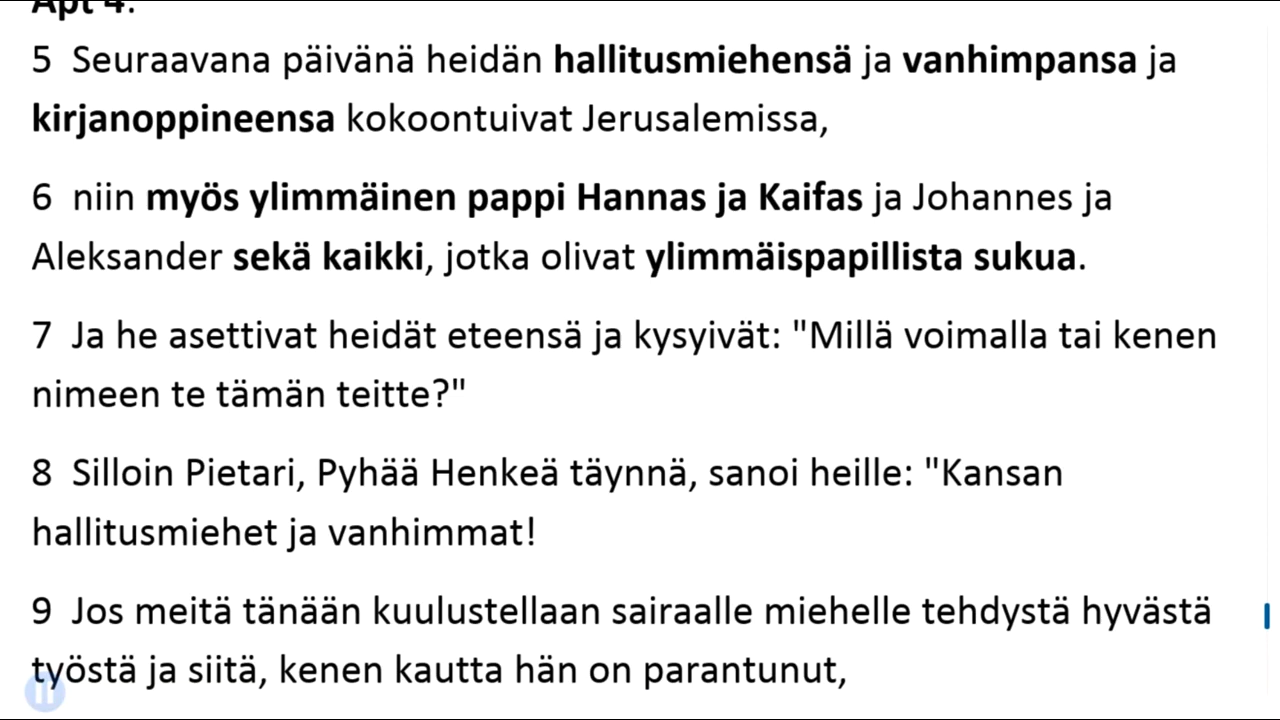 Apt 4:
5 Seuraavana päivänä heidän hallitusmiehensä ja vanhimpansa ja
kirjanoppineensa kokoontuivat Jerusalemissa,
6 niin myös ylimmäinen pappi Hannas ja Kaifas ja Johannes ja
Aleksander sekä kaikki, jotka olivat ylimmäispapillista sukua.
7 Ja he asettivat heidät eteensä ja kysyivät: "Millä voimalla tai kenen
nimeen te tämän teitte?"
8 Silloin Pietari, Pyhää Henkeä täynnä, sanoi heille: "Kansan
hallitusmiehet ja vanhimmat!
9 Jos meitä tänään kuulustellaan sairaalle miehelle tehdystä hyvästä
työstä ja siitä, kenen kautta hän on parantunut,